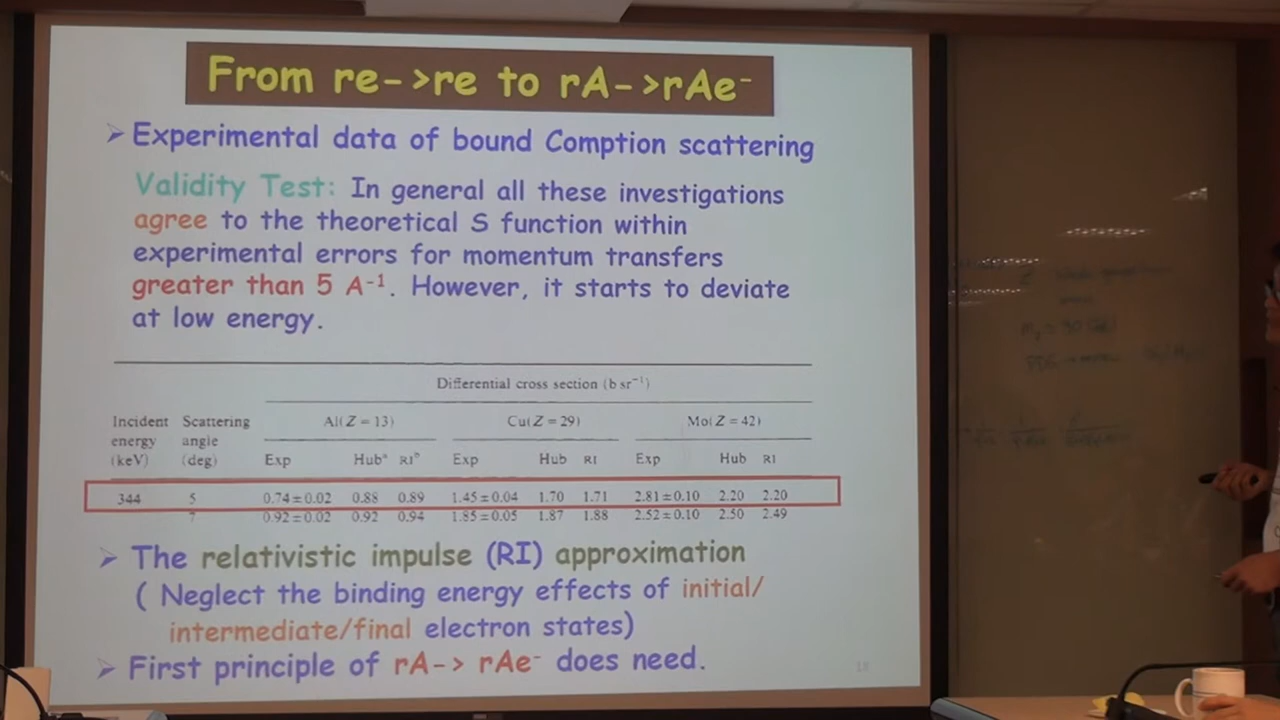 From re->re to rA->rAe⁻
➢ Experimental data of bound Comption scattering
Validity Test: In general all these investigations
agree to the theoretical S function within
experimental errors for momentum transfers
greater than 5 A⁻¹. However, it starts to deviate
at low energy.
Differential cross section (b sr⁻¹)
Incident Scattering Al(Z = 13) Cu(Z = 29) Mo(Z = 42)
energy angle
(keV) (deg) Exp Hubᵃ RIᵇ Exp Hub RI Exp Hub RI
344 5 0.74±0.02 0.88 0.89 1.45±0.04 1.70 1.71 2.81±0.10 2.20 2.20
7 0.92±0.02 0.92 0.94 1.85±0.05 1.87 1.88 2.52±0.10 2.50 2.49
➢ The relativistic impulse (RI) approximation
( Neglect the binding energy effects of initial/
intermediate/final electron states)
➢ First principle of rA-> rAe⁻ does need.